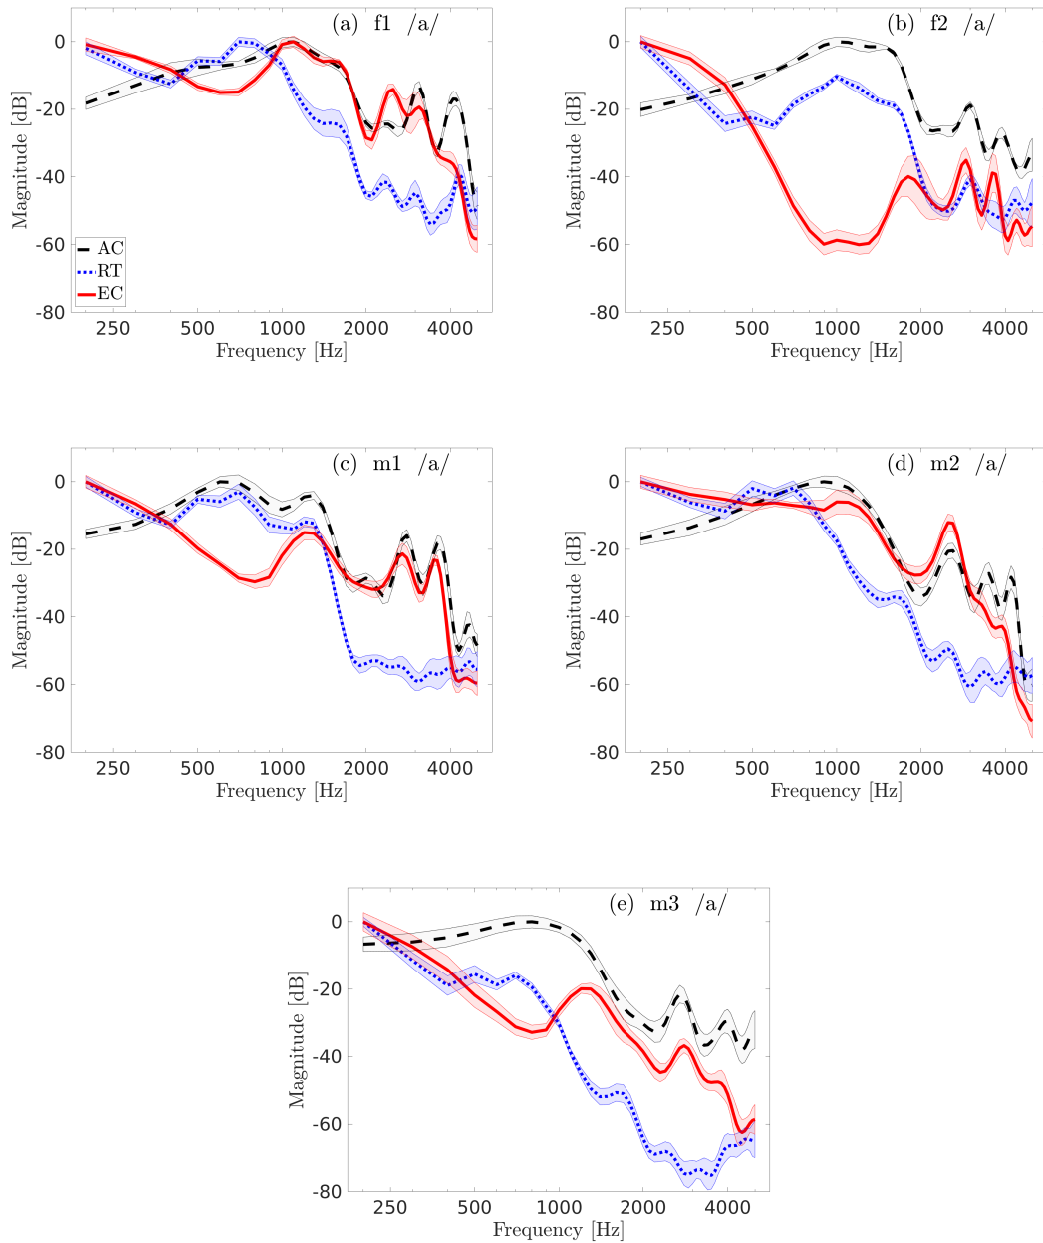 (a) f1 /a/
0
-20
-40
-60
-80
Magnitude [dB]
AC
RT
EC
250 500 1000 2000 4000
Frequency [Hz]
(b) f2 /a/
0
-20
-40
-60
-80
Magnitude [dB]
250 500 1000 2000 4000
Frequency [Hz]
(c) m1 /a/
0
-20
-40
-60
-80
Magnitude [dB]
250 500 1000 2000 4000
Frequency [Hz]
(d) m2 /a/
0
-20
-40
-60
-80
Magnitude [dB]
250 500 1000 2000 4000
Frequency [Hz]
(e) m3 /a/
0
-20
-40
-60
-80
Magnitude [dB]
250 500 1000 2000 4000
Frequency [Hz]